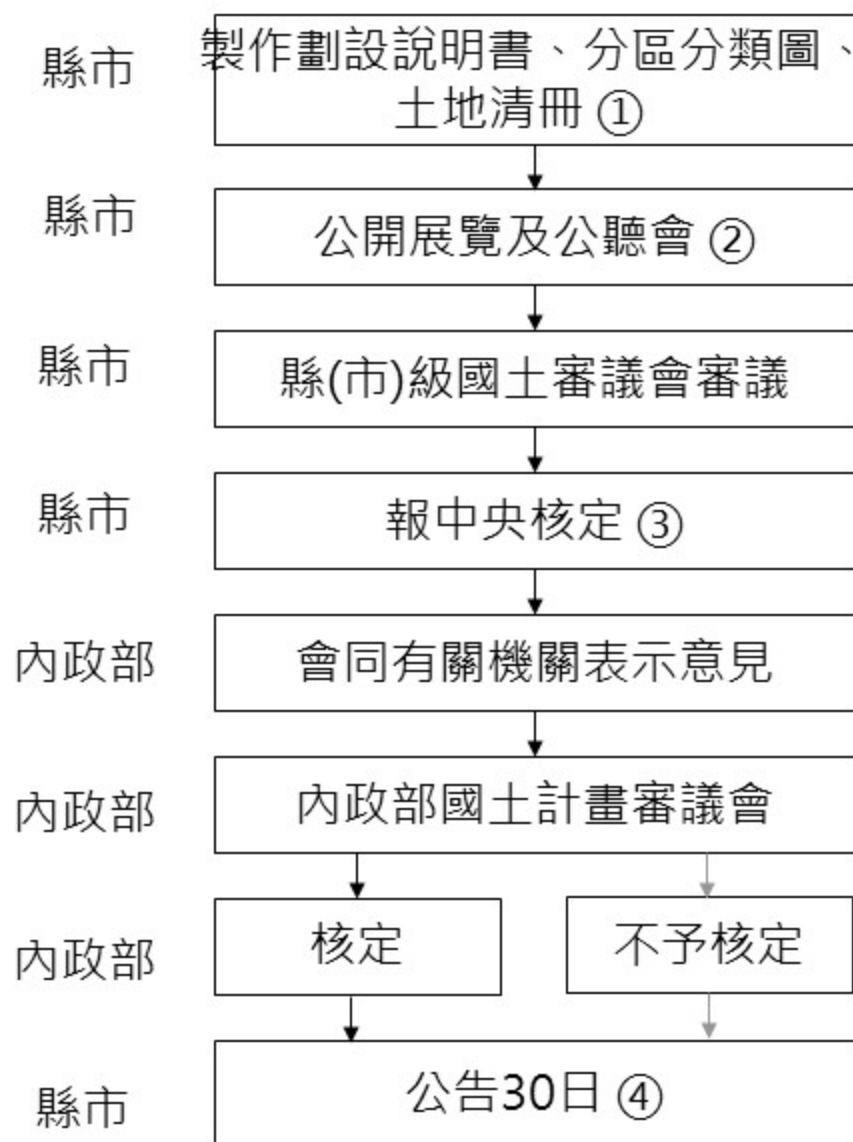 縣市
製作劃設說明書、分區分類圖、
土地清冊 ①
縣市
公開展覽及公聽會 ②
縣市
縣(市)級國土審議會審議
縣市
報中央核定 ③
內政部
會同有關機關表示意見
內政部
內政部國土計畫審議會
內政部
核定
不予核定
縣市
公告30日 ④